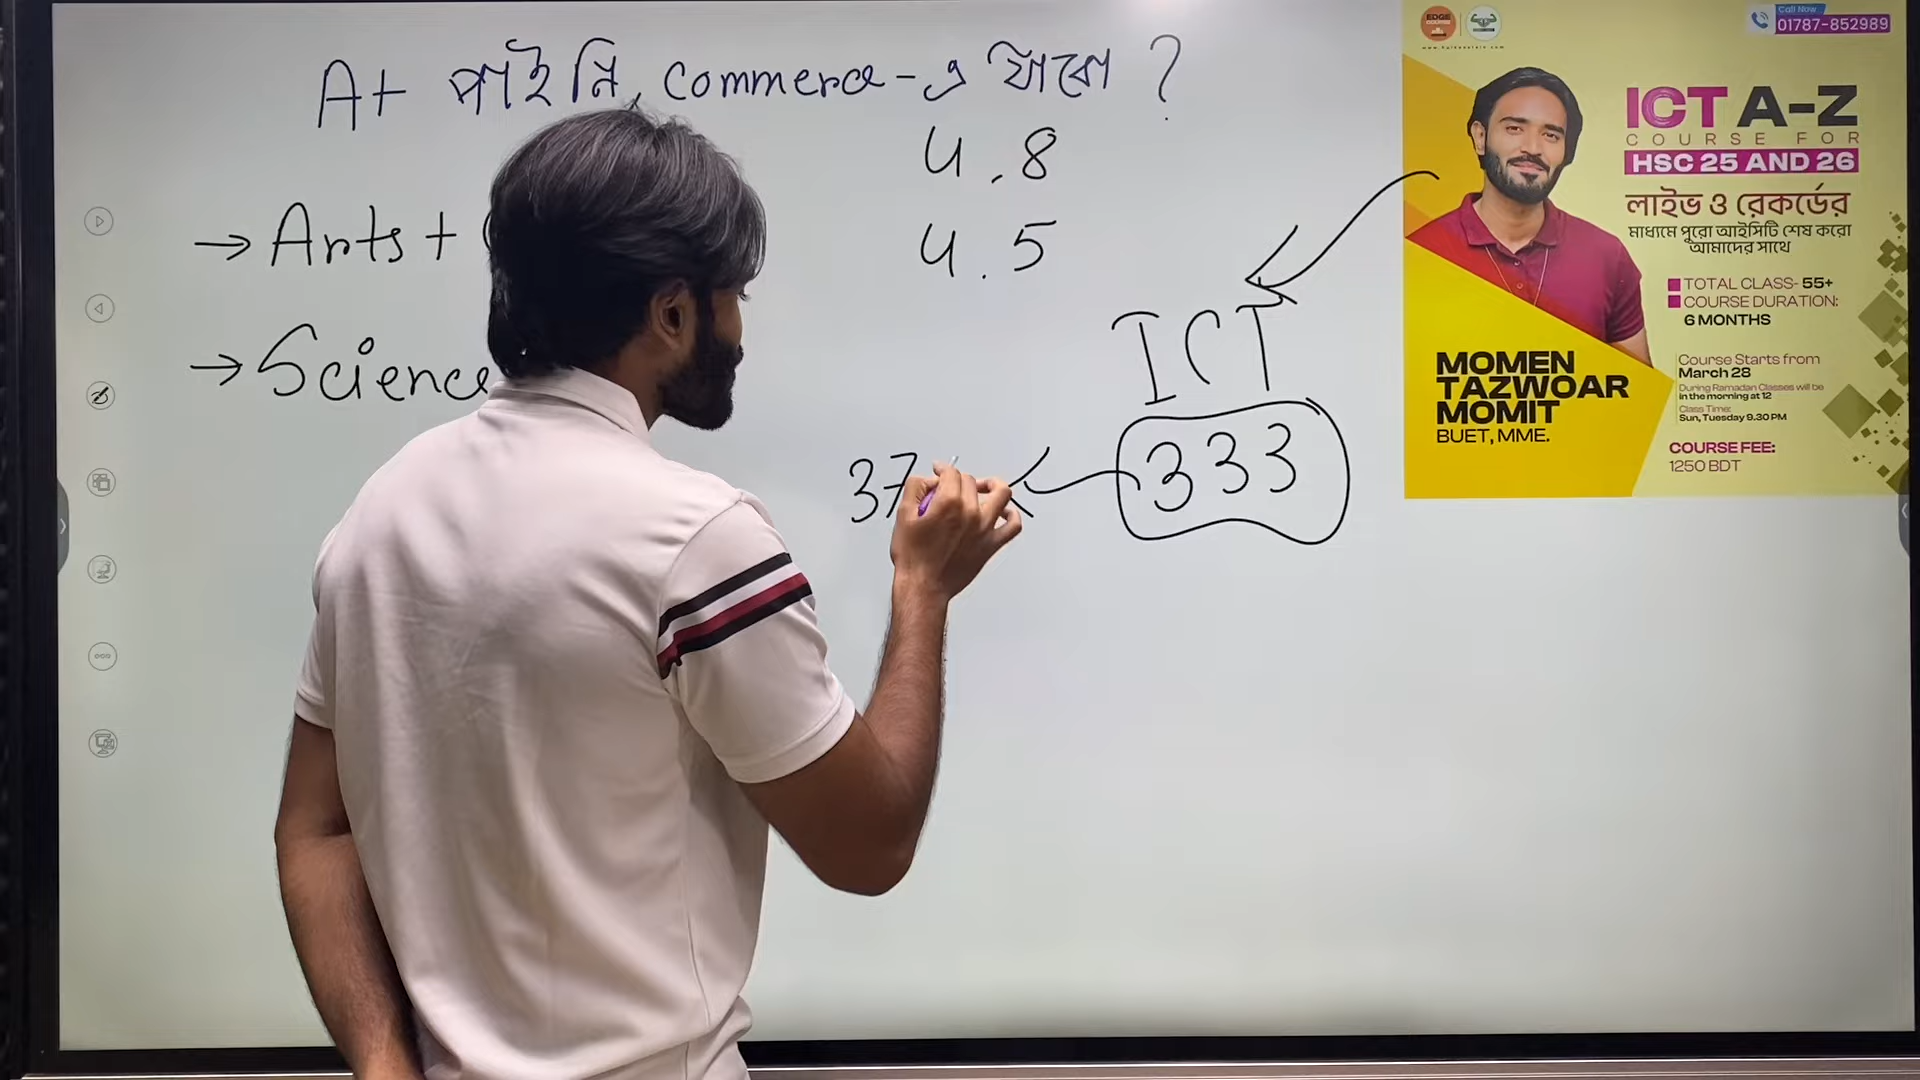 A+ পাইনি, Commerce-এ যাবো ?
4.8
4.5
→ Arts +
→ Science
ICT
333
37
EDGE
Call Now
01787-852989
ICT A-Z
COURSE FOR
HSC 25 AND 26
লাইভ ও রেকর্ডের
মাধ্যমে পুরো আইসিটি শেষ করো
আমাদের সাথে
TOTAL CLASS- 55+
COURSE DURATION:
6 MONTHS
MOMEN
TAZWOAR
MOMIT
BUET, MME.
Course Starts from
March 28
During Ramadan Classes will be
in the morning at 12
Class Time:
Sun, Tuesday 9.30 PM
COURSE FEE:
1250 BDT